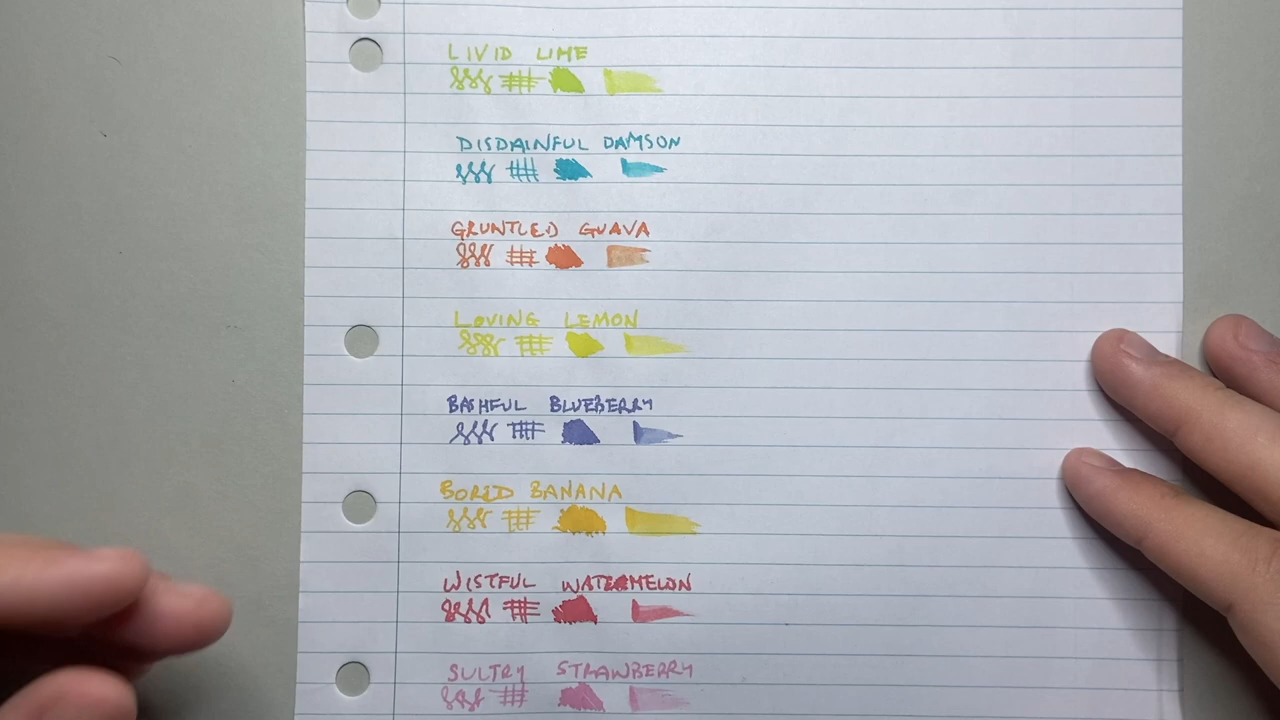 LIVID LIME
DISDAINFUL DAMSON
GRUNTLED GUAVA
LOVING LEMON
BASHFUL BLUEBERRY
BORED BANANA
WISTFUL WATERMELON
SULTRY STRAWBERRY